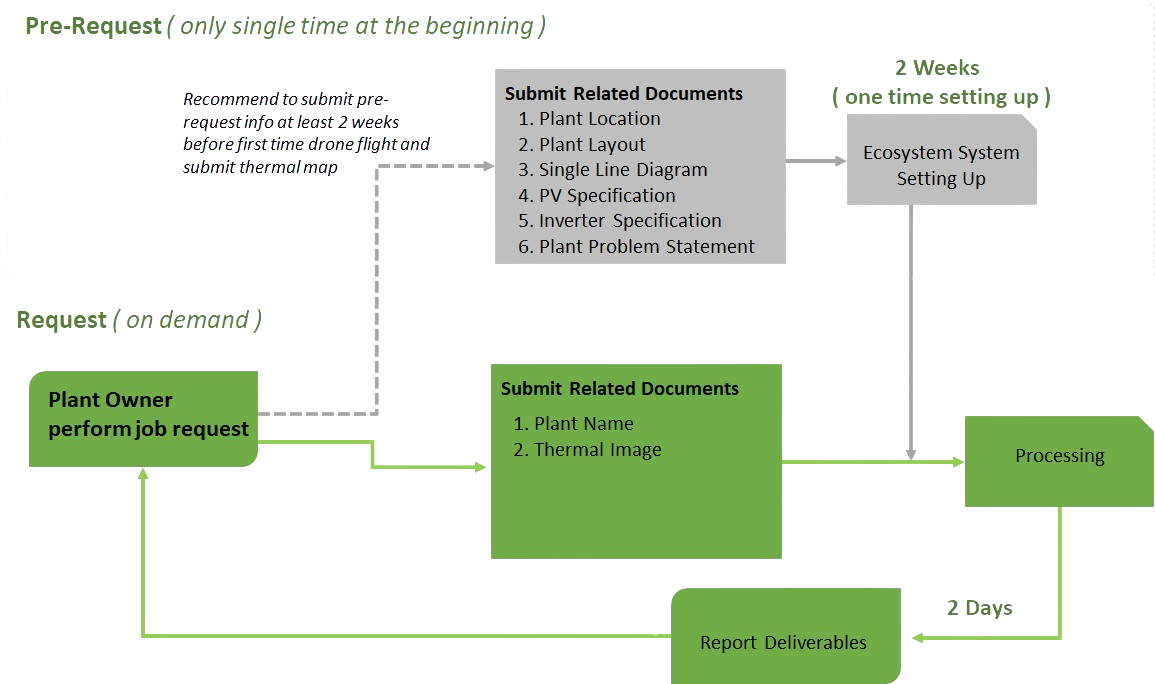 Pre-Request ( only single time at the beginning )
Recommend to submit pre-
request info at least 2 weeks
before first time drone flight and
submit thermal map
Submit Related Documents
1. Plant Location
2. Plant Layout
3. Single Line Diagram
4. PV Specification
5. Inverter Specification
6. Plant Problem Statement
2 Weeks
( one time setting up )
Ecosystem System
Setting Up
Request ( on demand )
Plant Owner
perform job request
Submit Related Documents
1. Plant Name
2. Thermal Image
Processing
2 Days
Report Deliverables